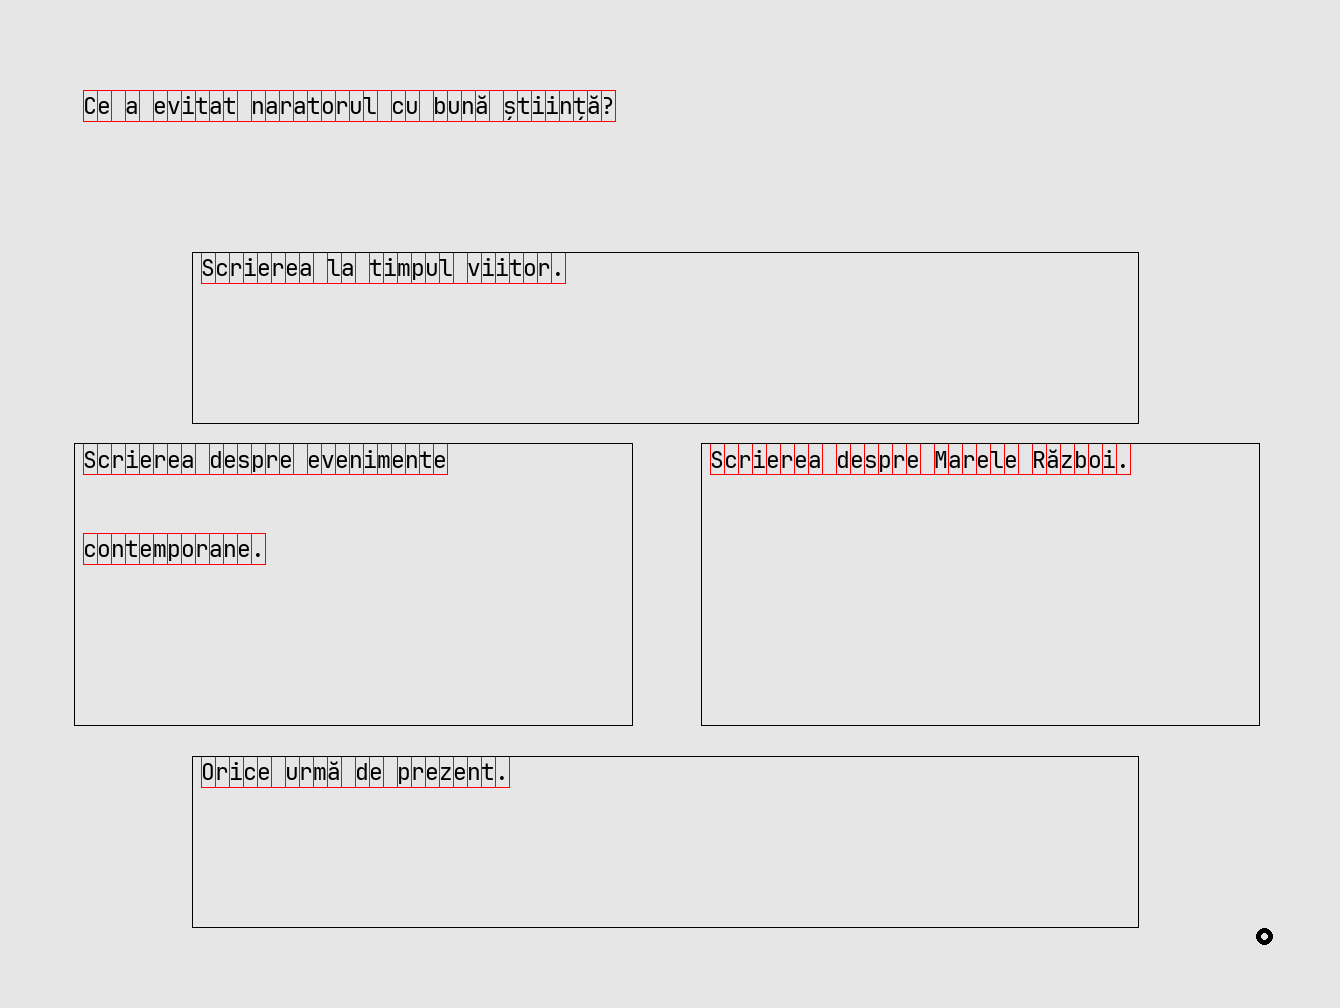 Ce a evitat naratorul cu bună știință?
Scrierea la timpul viitor.
Scrierea despre evenimente
contemporane.
Scrierea despre Marele Război.
Orice urmă de prezent.